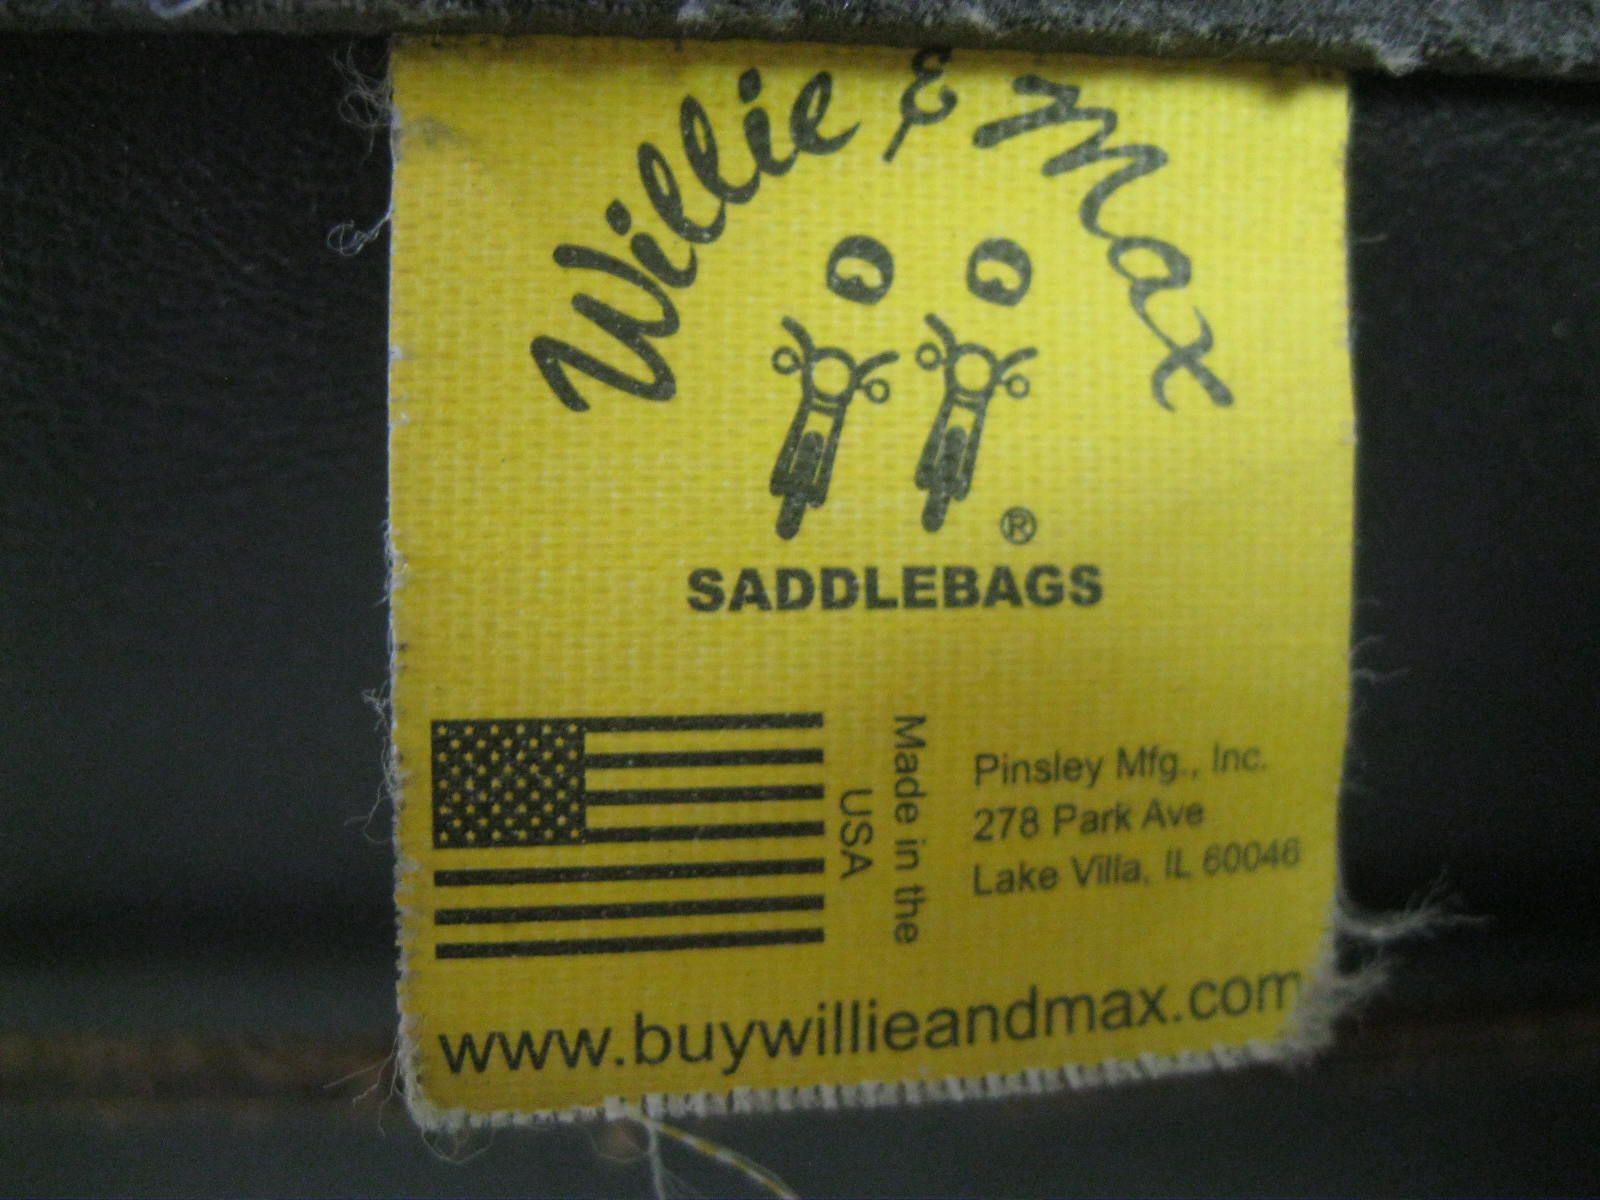 Willie & Max
®
SADDLEBAGS
Made in the
USA
Pinsley Mfg., Inc.
278 Park Ave
Lake Villa, IL 60046
www.buywillieandmax.com